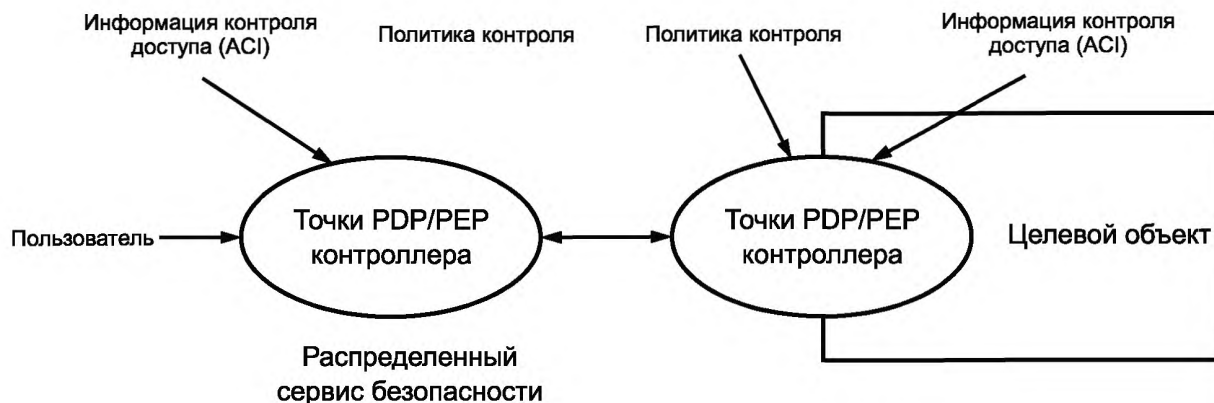 Информация контроля
доступа (ACI)
Политика контроля
Политика контроля
Информация контроля
доступа (ACI)
Пользователь
Точки PDP/PEP
контроллера
Точки PDP/PEP
контроллера
Целевой объект
Распределенный
сервис безопасности